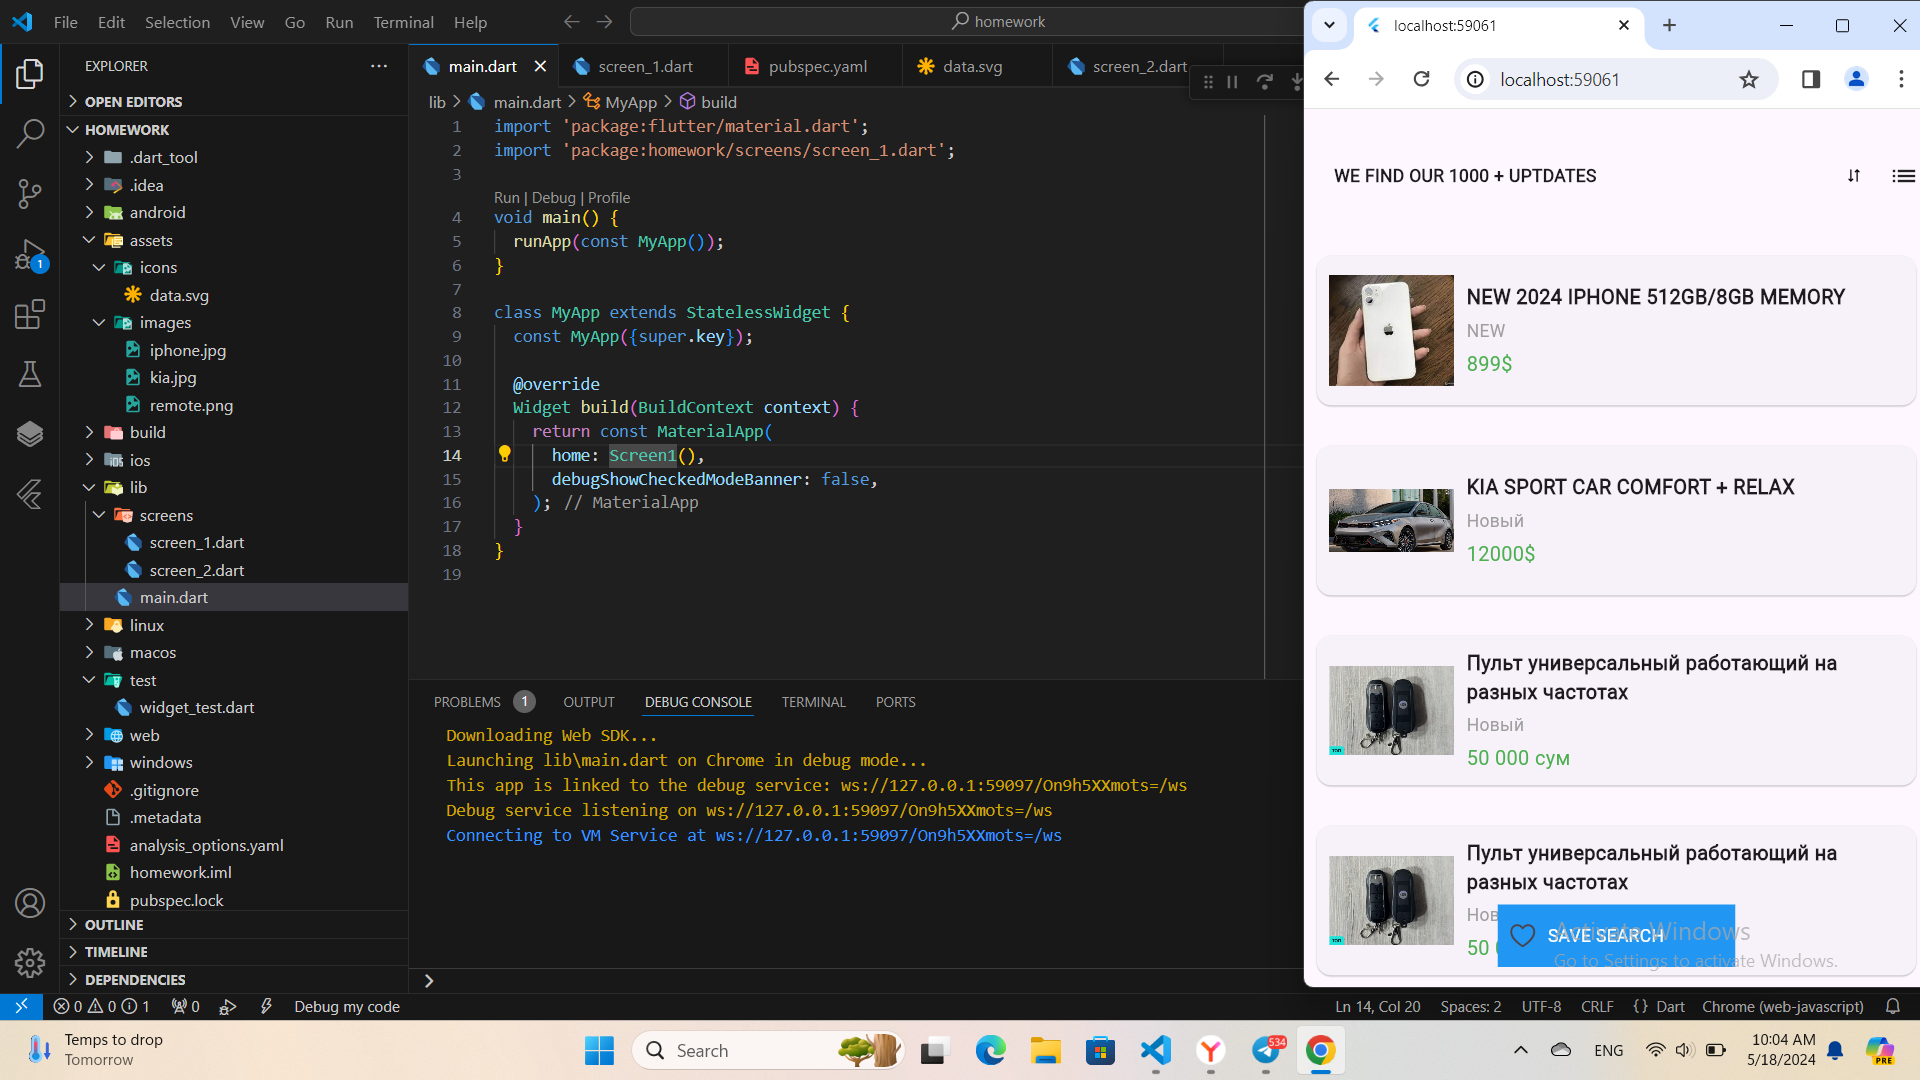 File Edit Selection View Go Run Terminal Help
homework
EXPLORER
OPEN EDITORS
HOMEWORK
.dart_tool
.idea
android
assets
icons
data.svg
images
iphone.jpg
kia.jpg
remote.png
build
ios
lib
screens
screen_1.dart
screen_2.dart
main.dart
linux
macos
test
widget_test.dart
web
windows
.gitignore
.metadata
analysis_options.yaml
homework.iml
pubspec.lock
OUTLINE
TIMELINE
DEPENDENCIES
1
main.dart screen_1.dart pubspec.yaml data.svg screen_2.dart
lib > main.dart > MyApp > build
1 import 'package:flutter/material.dart';
2 import 'package:homework/screens/screen_1.dart';
3
Run | Debug | Profile
4 void main() {
5 runApp(const MyApp());
6 }
7
8 class MyApp extends StatelessWidget {
9 const MyApp({super.key});
10
11 @override
12 Widget build(BuildContext context) {
13 return const MaterialApp(
14 home: Screen1(),
15 debugShowCheckedModeBanner: false,
16 ); // MaterialApp
17 }
18 }
19
PROBLEMS 1 OUTPUT DEBUG CONSOLE TERMINAL PORTS
Downloading Web SDK...
Launching lib\main.dart on Chrome in debug mode...
This app is linked to the debug service: ws://127.0.0.1:59097/On9h5XXmots=/ws
Debug service listening on ws://127.0.0.1:59097/On9h5XXmots=/ws
Connecting to VM Service at ws://127.0.0.1:59097/On9h5XXmots=/ws
localhost:59061
localhost:59061
WE FIND OUR 1000 + UPTDATES
NEW 2024 IPHONE 512GB/8GB MEMORY
NEW
899$
KIA SPORT CAR COMFORT + RELAX
Новый
12000$
Пульт универсальный работающий на
разных частотах
Новый
50 000 сум
Пульт универсальный работающий на
разных частотах
Нов
50
SAVE SEARCH
Activate Windows
Go to Settings to activate Windows.
0 0 1 0 Debug my code
Ln 14, Col 20 Spaces: 2 UTF-8 CRLF {} Dart Chrome (web-javascript)
Temps to drop
Tomorrow
Search
534
ENG
10:04 AM
5/18/2024
PRE